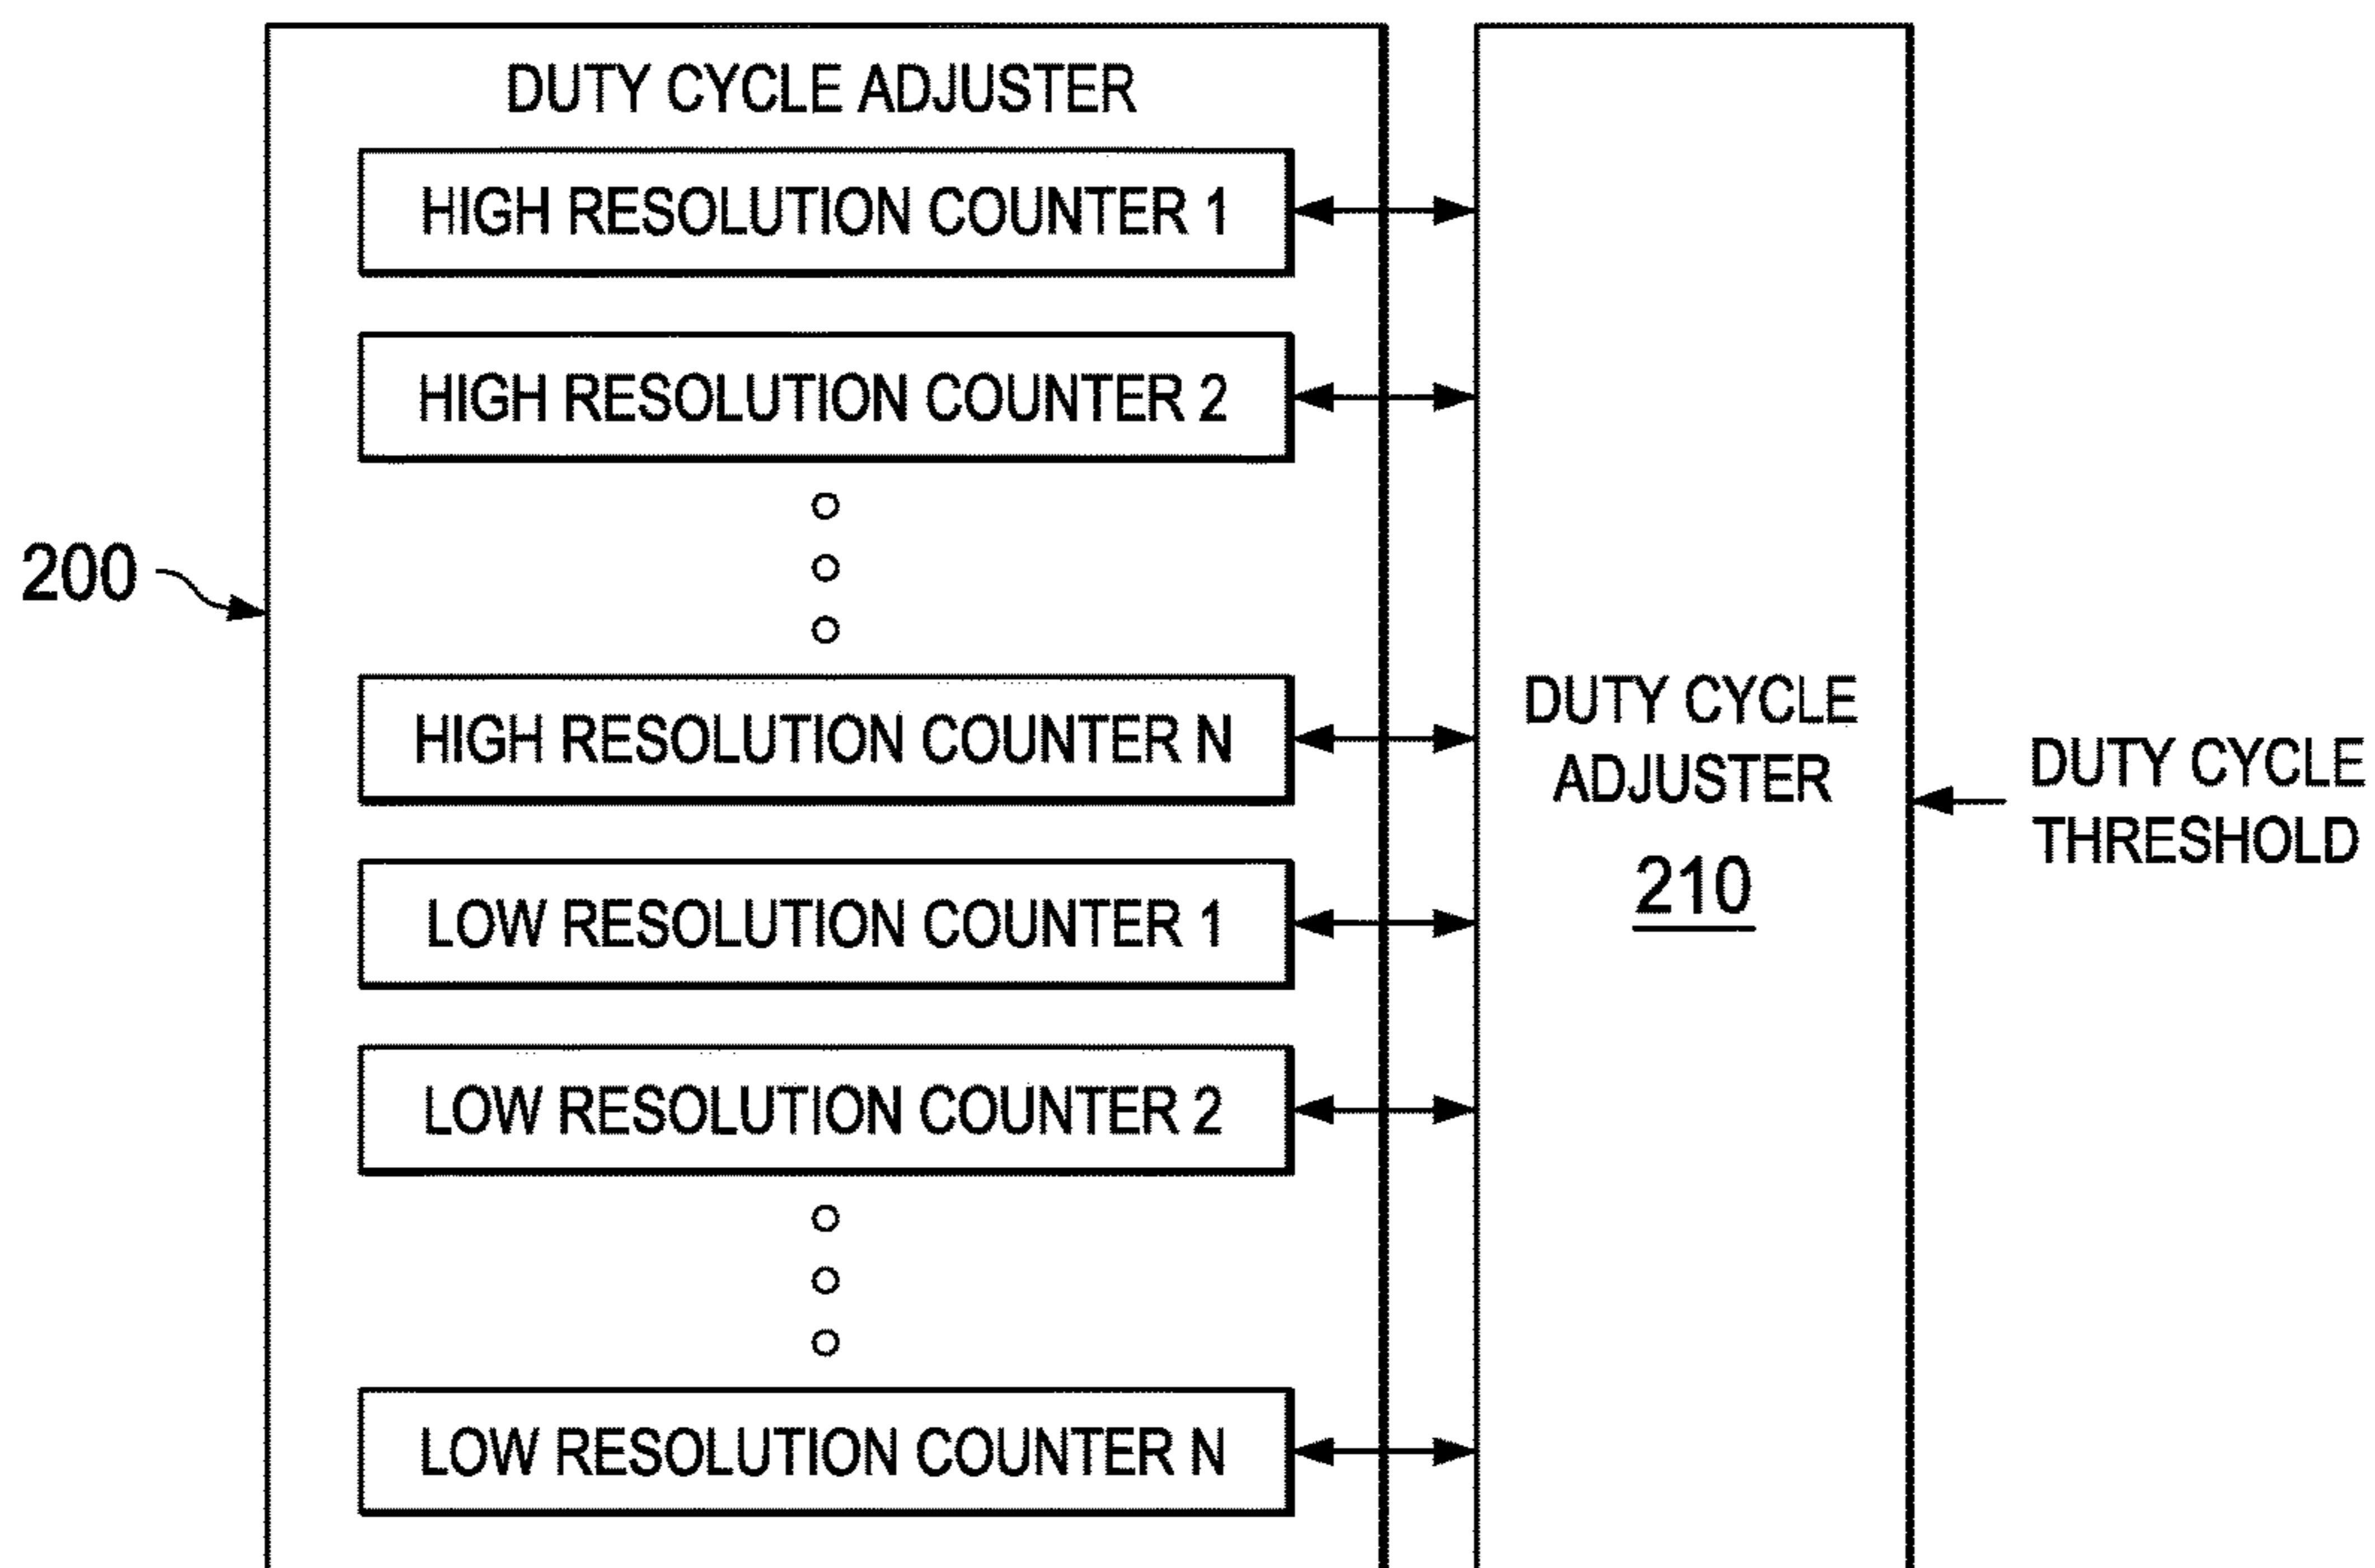 DUTY CYCLE ADJUSTER
HIGH RESOLUTION COUNTER 1
HIGH RESOLUTION COUNTER 2
200
HIGH RESOLUTION COUNTER N
LOW RESOLUTION COUNTER 1
LOW RESOLUTION COUNTER 2
LOW RESOLUTION COUNTER N
DUTY CYCLE
ADJUSTER
210
DUTY CYCLE
THRESHOLD